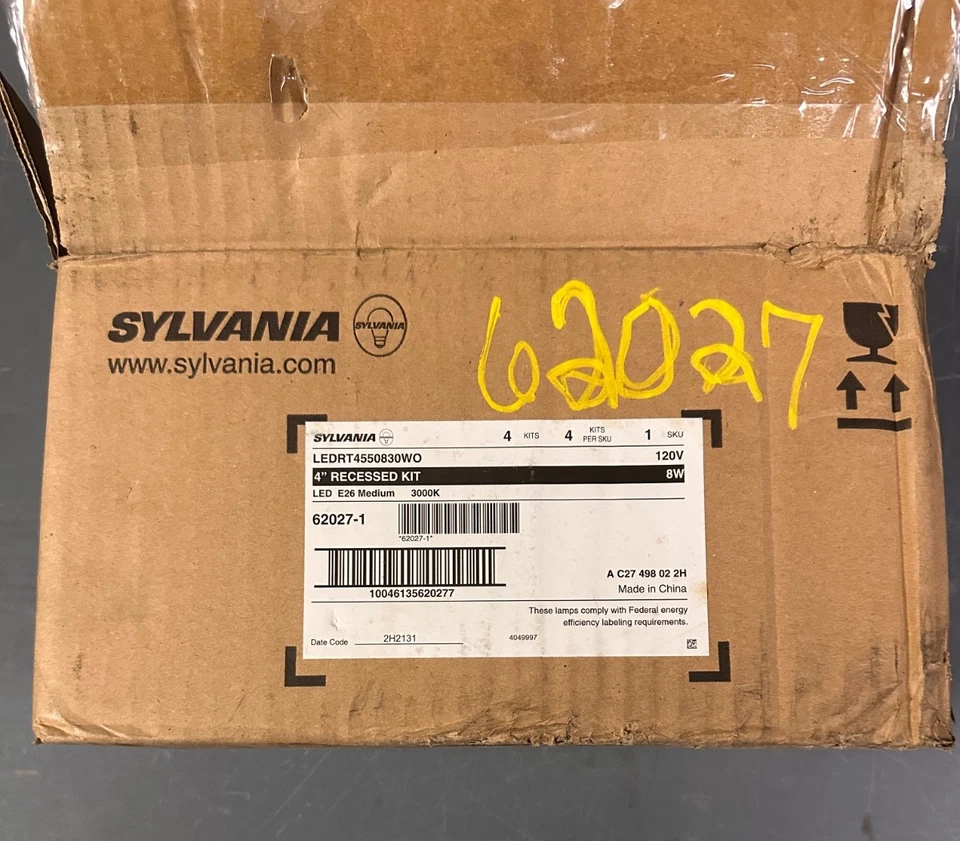 SYLVANIA SYLVANIA
www.sylvania.com
62027
SYLVANIA 4 KITS 4 KITS PER SKU 1 SKU
LEDRT4550830WO 120V
4” RECESSED KIT 8W
LED E26 Medium 3000K
62027-1
*62027-1*
A C27 498 02 2H
10046135620277 Made in China
These lamps comply with Federal energy
efficiency labeling requirements.
Date Code 2H2131 4049997